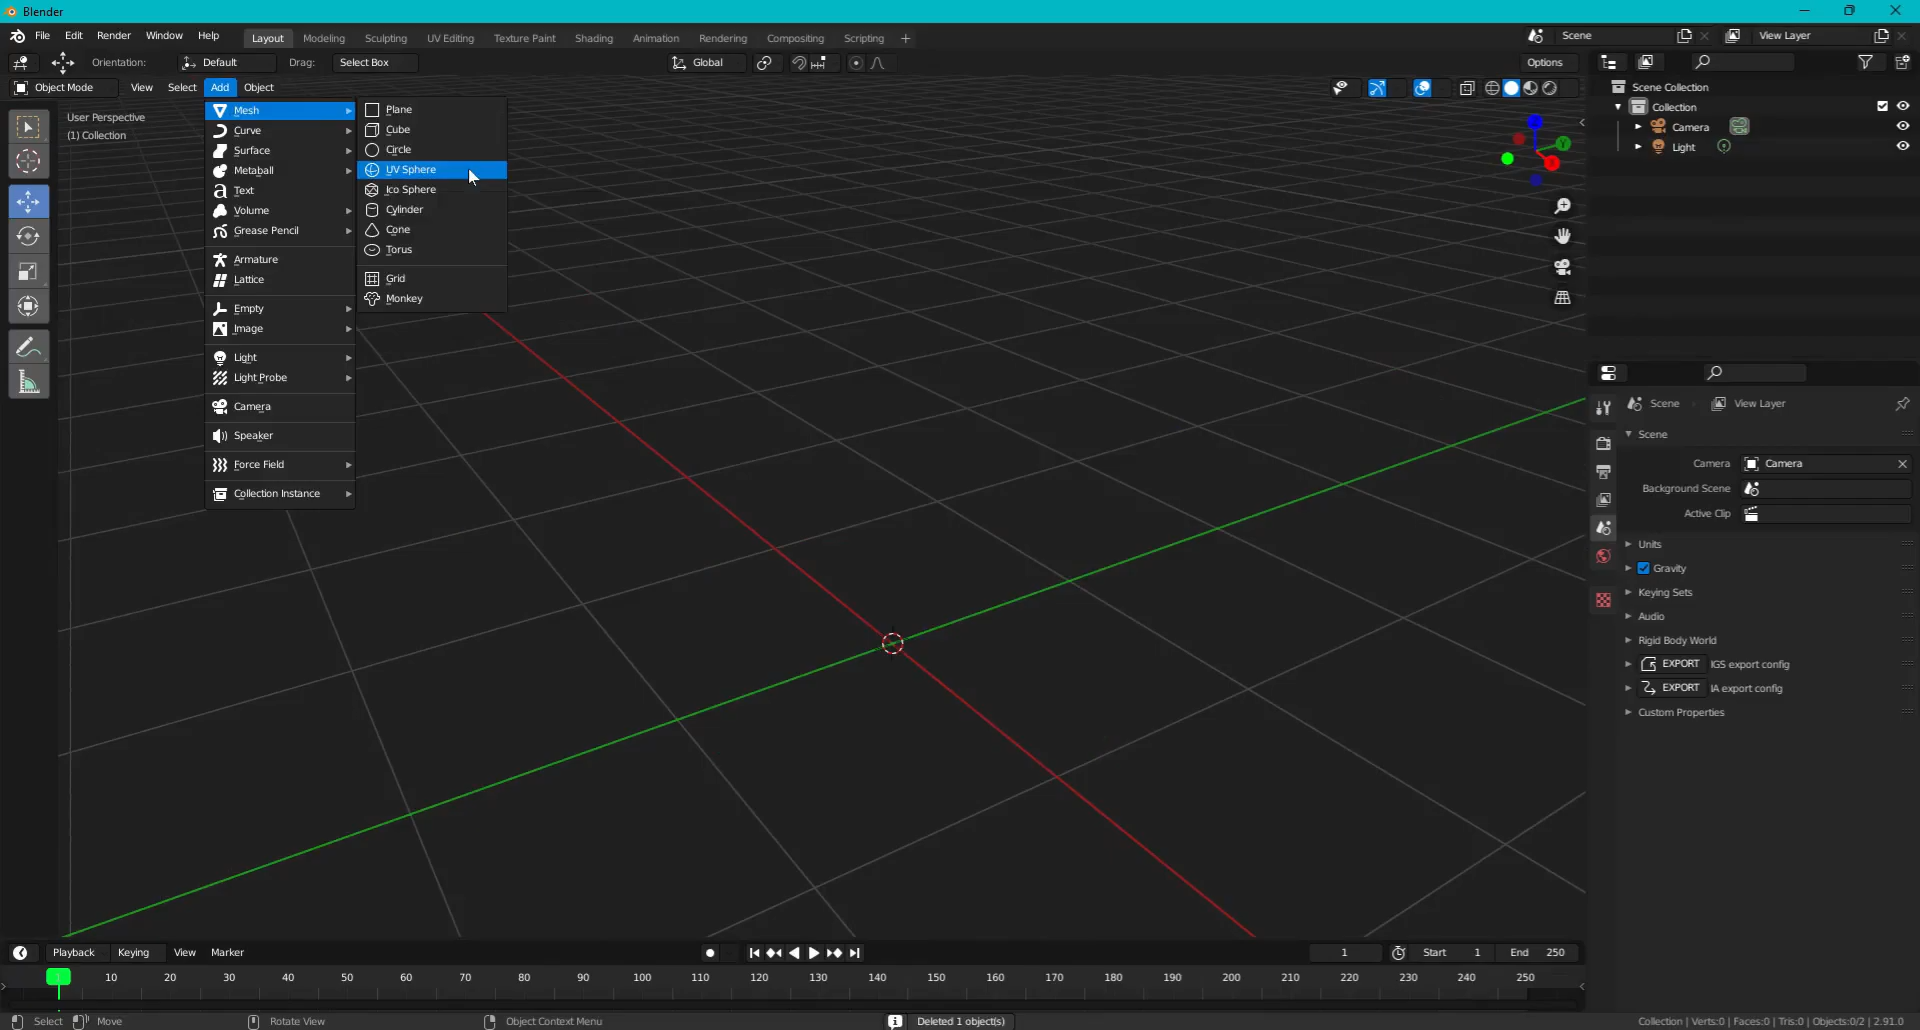 Blender
File Edit Render Window Help Layout Modeling Sculpting UV Editing Texture Paint Shading Animation Rendering Compositing Scripting + Scene View Layer
Orientation: Default Drag: Select Box Global Options
Object Mode View Select Add Object
User Perspective
(1) Collection
Mesh
Curve
Surface
Metaball
Text
Volume
Grease Pencil
Armature
Lattice
Empty
Image
Light
Light Probe
Camera
Speaker
Force Field
Collection Instance
Plane
Cube
Circle
UV Sphere
Ico Sphere
Cylinder
Cone
Torus
Grid
Monkey
Z
Y
X
Scene Collection
Collection
Camera
Light
Scene View Layer
Scene
Camera Camera
Background Scene
Active Clip
Units
Gravity
Keying Sets
Audio
Rigid Body World
EXPORT IGS export config
EXPORT IA export config
Custom Properties
Playback Keying View Marker 1 Start 1 End 250
1 10 20 30 40 50 60 70 80 90 100 110 120 130 140 150 160 170 180 190 200 210 220 230 240 250
Select Move Rotate View Object Context Menu Deleted 1 object(s) Collection | Verts:0 | Faces:0 | Tris:0 | Objects:0/2 | 2.91.0